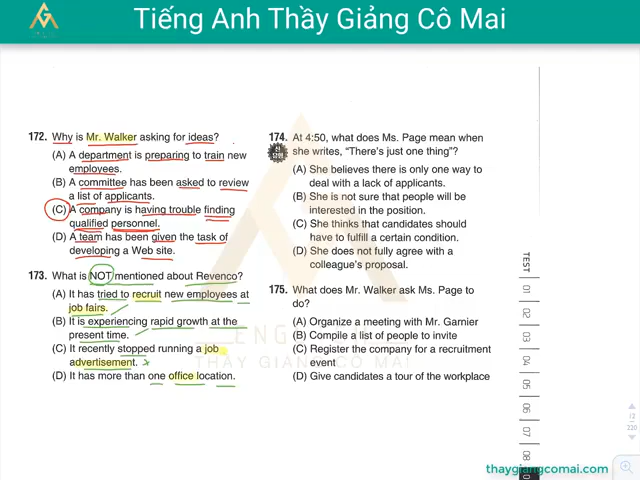 Tiếng Anh Thầy Giảng Cô Mai
172. Why is Mr. Walker asking for ideas?
(A) A department is preparing to train new
employees.
(B) A committee has been asked to review
a list of applicants.
(C) A company is having trouble finding
qualified personnel.
(D) A team has been given the task of
developing a Web site.
173. What is NOT mentioned about Revenco?
(A) It has tried to recruit new employees at
job fairs.
(B) It is experiencing rapid growth at the
present time.
(C) It recently stopped running a job
advertisement.
(D) It has more than one office location.
174. At 4:50, what does Ms. Page mean when
she writes, “There’s just one thing”?
(A) She believes there is only one way to
deal with a lack of applicants.
(B) She is not sure that people will be
interested in the position.
(C) She thinks that candidates should
have to fulfill a certain condition.
(D) She does not fully agree with a
colleague’s proposal.
175. What does Mr. Walker ask Ms. Page to
do?
(A) Organize a meeting with Mr. Garnier
(B) Compile a list of people to invite
(C) Register the company for a recruitment
event
(D) Give candidates a tour of the workplace
TEST
01
02
03
04
05
06
07
08
THẦY GIẢNG CÔ MAI
12
220
thaygiangcomai.com